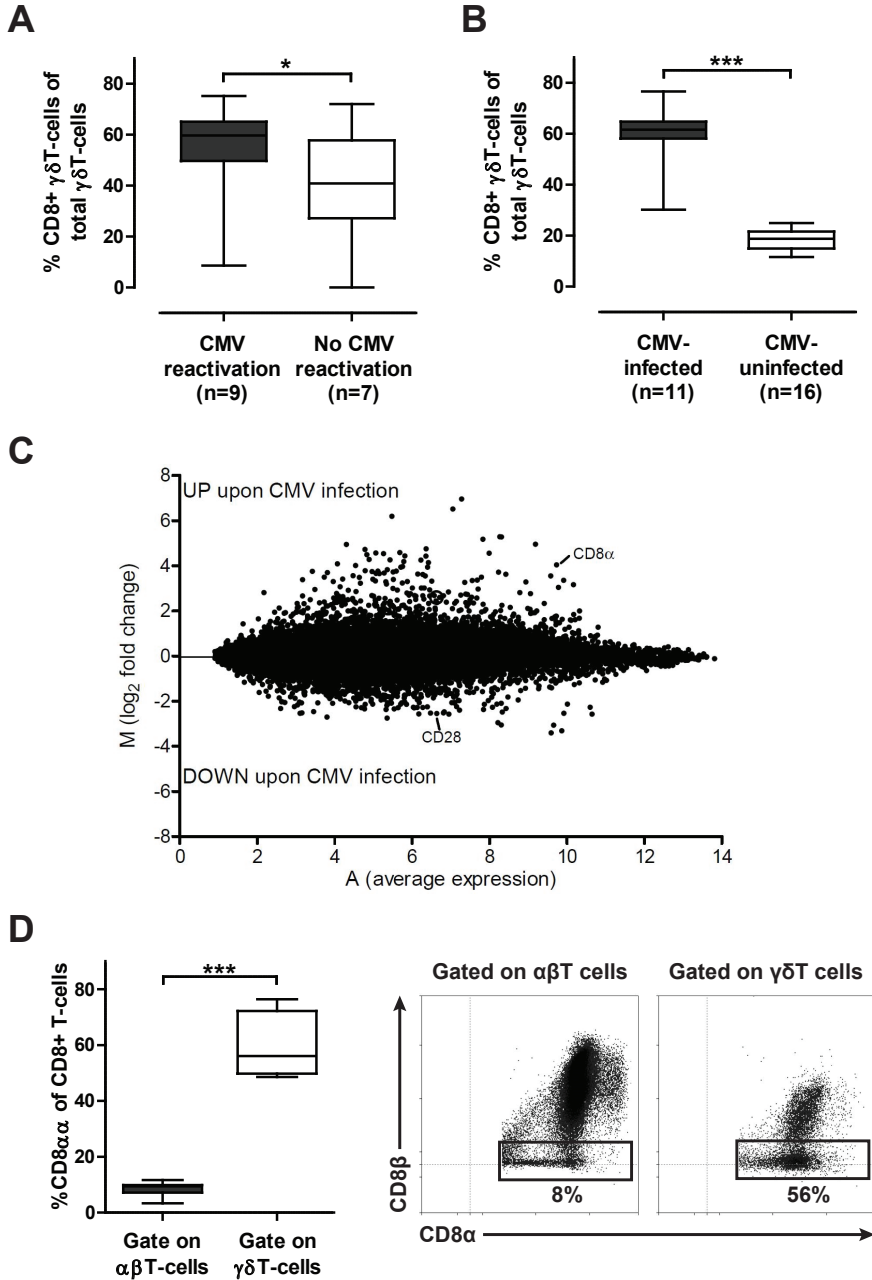 A
% CD8+ γδT-cells of
total γδT-cells
80
60
40
20
0
*
CMV
reactivation
(n=9)
No CMV
reactivation
(n=7)
B
% CD8+ γδT-cells of
total γδT-cells
80
60
40
20
0
***
CMV-
infected
(n=11)
CMV-
uninfected
(n=16)
C
M (log2 fold change)
8
6
4
2
0
-2
-4
-6
-8
UP upon CMV infection
CD8α
CD28
DOWN upon CMV infection
0 2 4 6 8 10 12 14
A (average expression)
D
%CD8αα of CD8+ T-cells
80
60
40
20
0
***
Gate on
αβT-cells
Gate on
γδT-cells
Gated on αβT cells
Gated on γδT cells
CD8β
8%
56%
CD8α